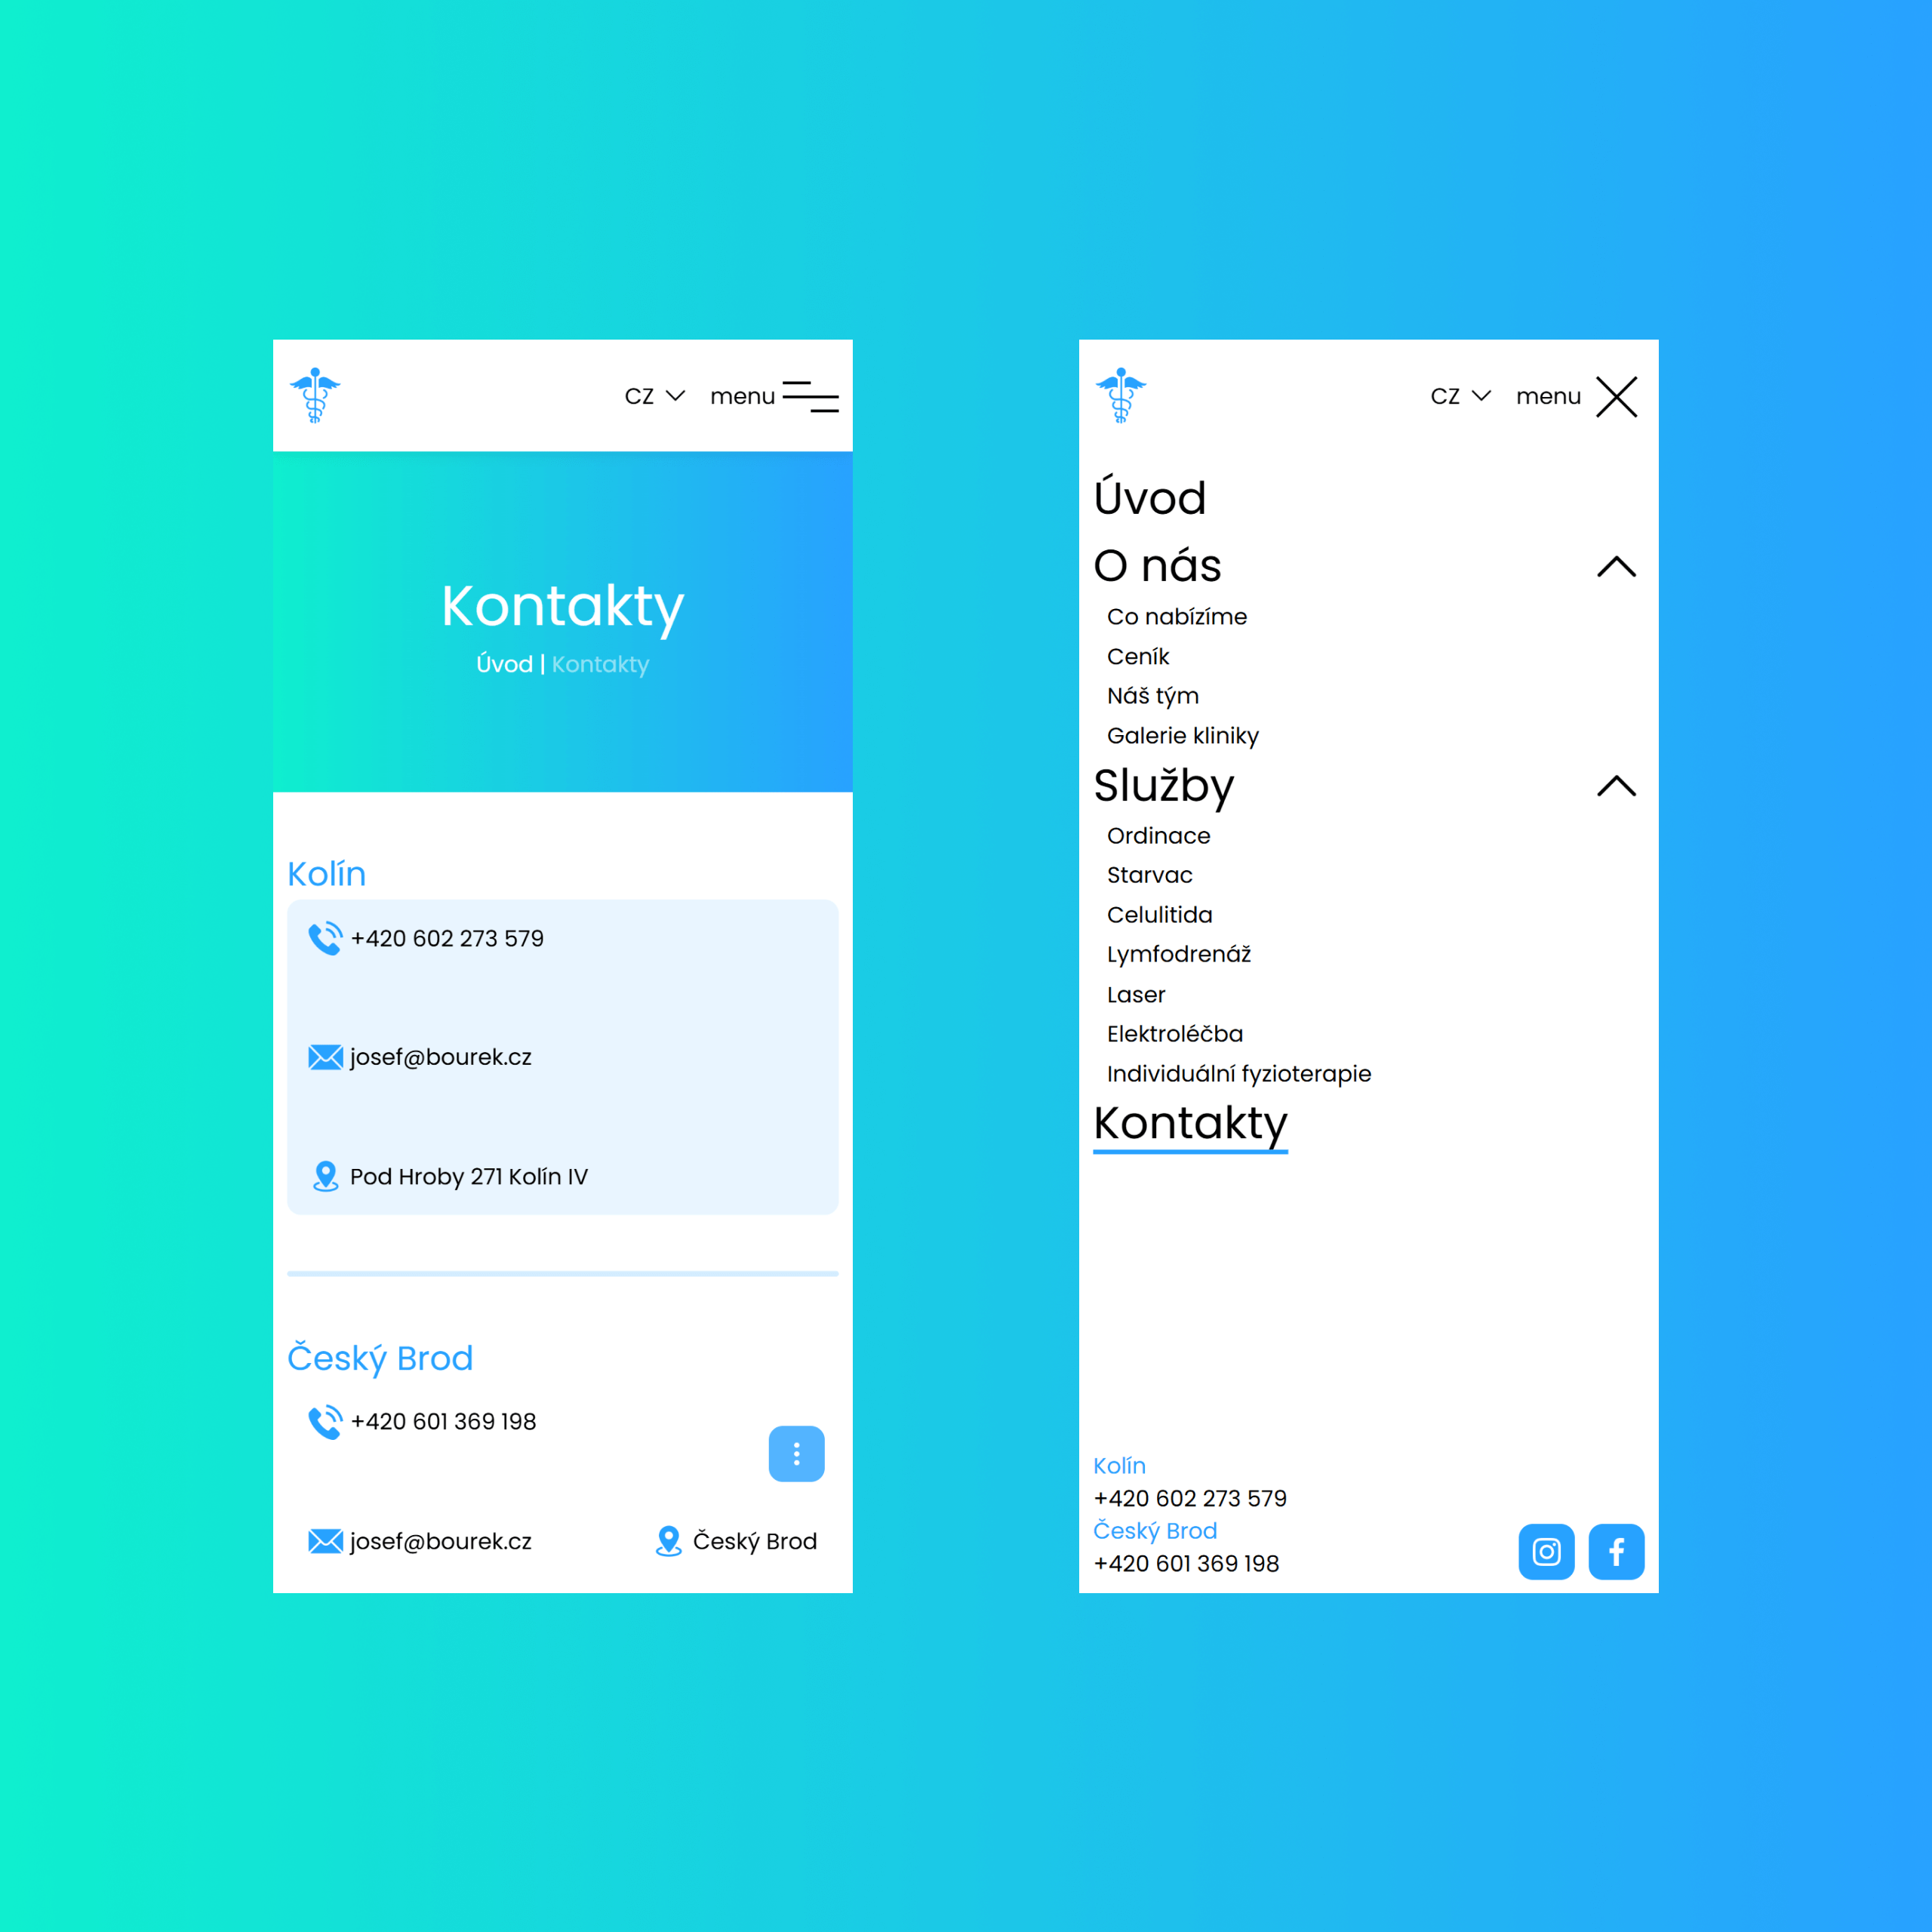 CZ menu
Kontakty
Úvod | Kontakty
Kolín
+420 602 273 579
josef@bourek.cz
Pod Hroby 271 Kolín IV
Český Brod
+420 601 369 198
josef@bourek.cz
Český Brod
CZ menu
Úvod
O nás
Co nabízíme
Ceník
Náš tým
Galerie kliniky
Služby
Ordinace
Starvac
Celulitida
Lymfodrenáž
Laser
Elektroléčba
Individuální fyzioterapie
Kontakty
Kolín
+420 602 273 579
Český Brod
+420 601 369 198